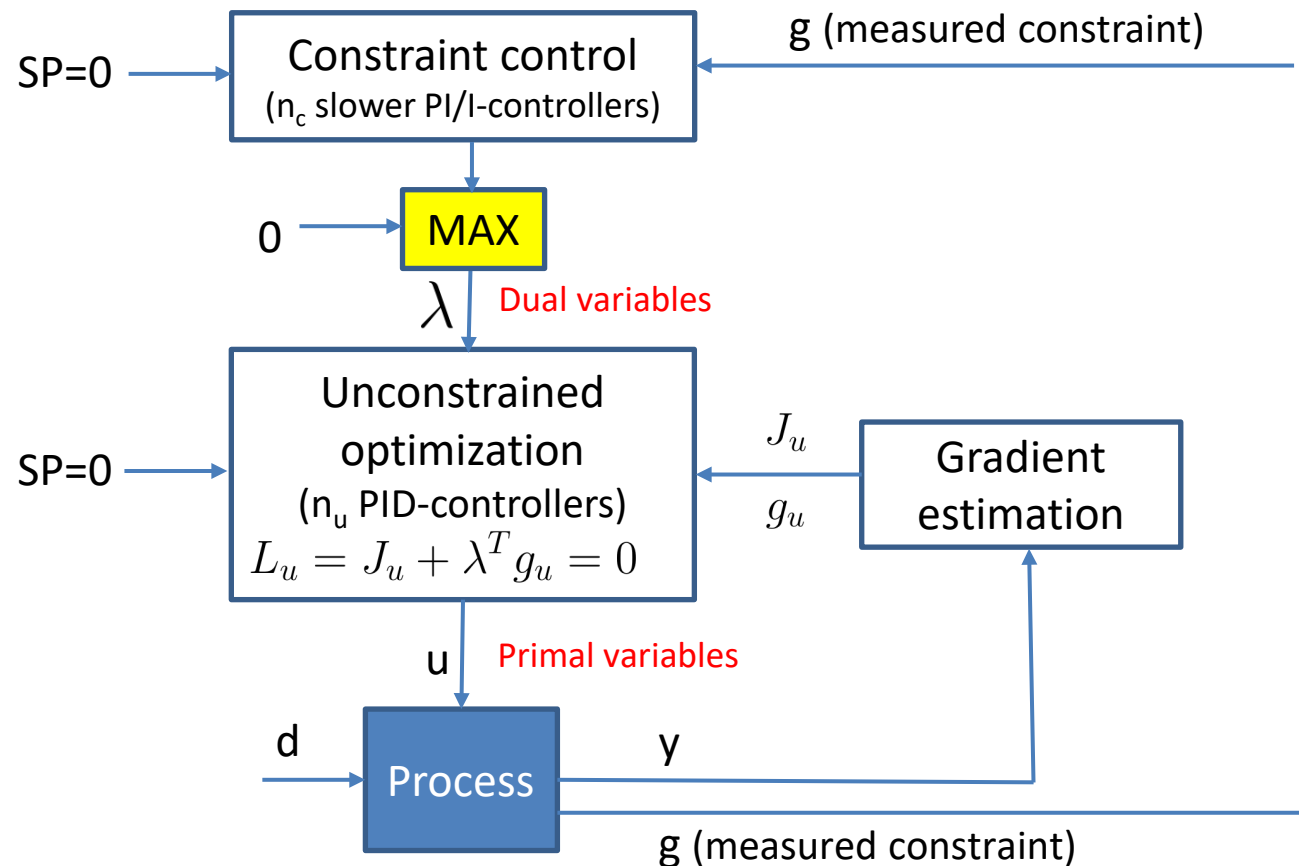 g (measured constraint)
SP=0
Constraint control
(n_c slower PI/I-controllers)
0
MAX
λ
Dual variables
SP=0
Unconstrained
optimization
(n_u PID-controllers)
L_u = J_u + λ^T g_u = 0
J_u
g_u
Gradient
estimation
u
Primal variables
d
Process
y
g (measured constraint)